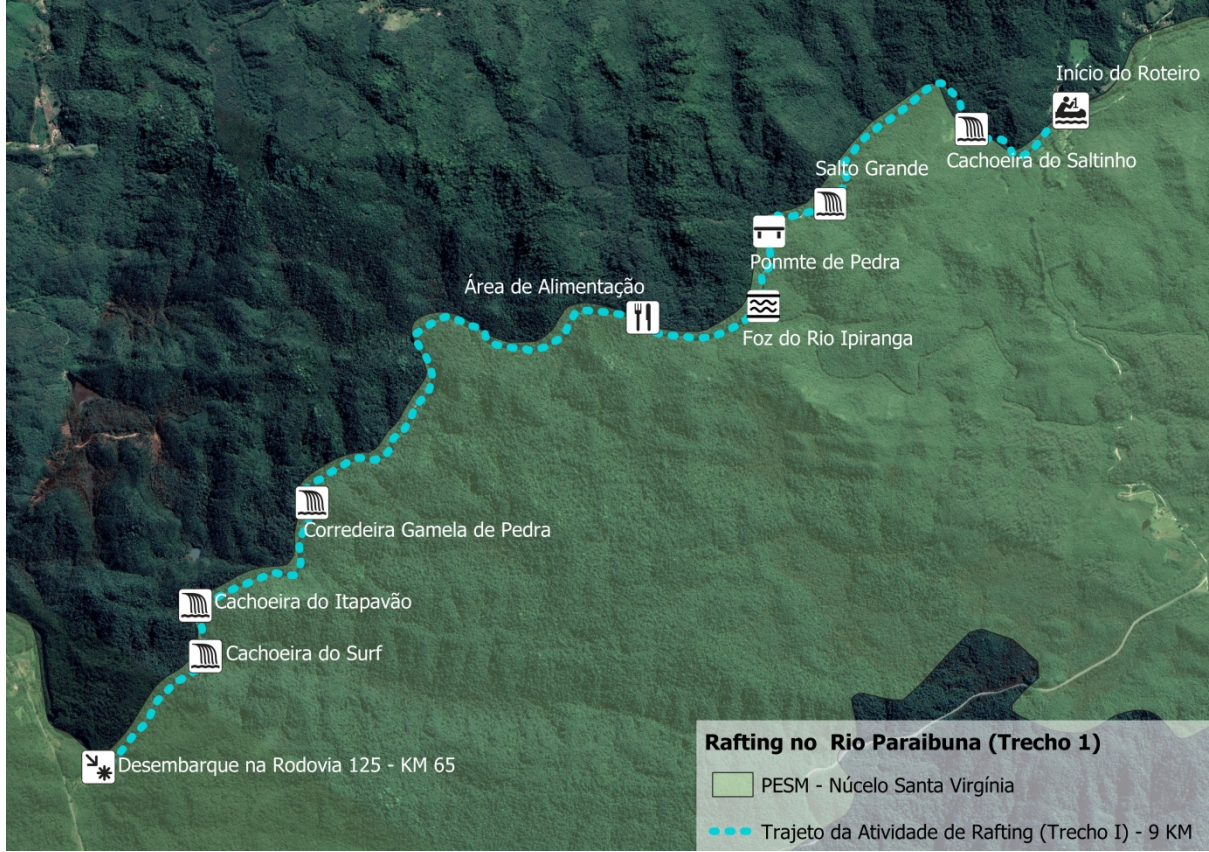 Início do Roteiro
Cachoeira do Saltinho
Salto Grande
Ponmte de Pedra
Área de Alimentação
Foz do Rio Ipiranga
Corredeira Gamela de Pedra
Cachoeira do Itapavão
Cachoeira do Surf
Desembarque na Rodovia 125 - KM 65
Rafting no Rio Paraibuna (Trecho 1)
PESM - Núcelo Santa Virgínia
Trajeto da Atividade de Rafting (Trecho I) - 9 KM